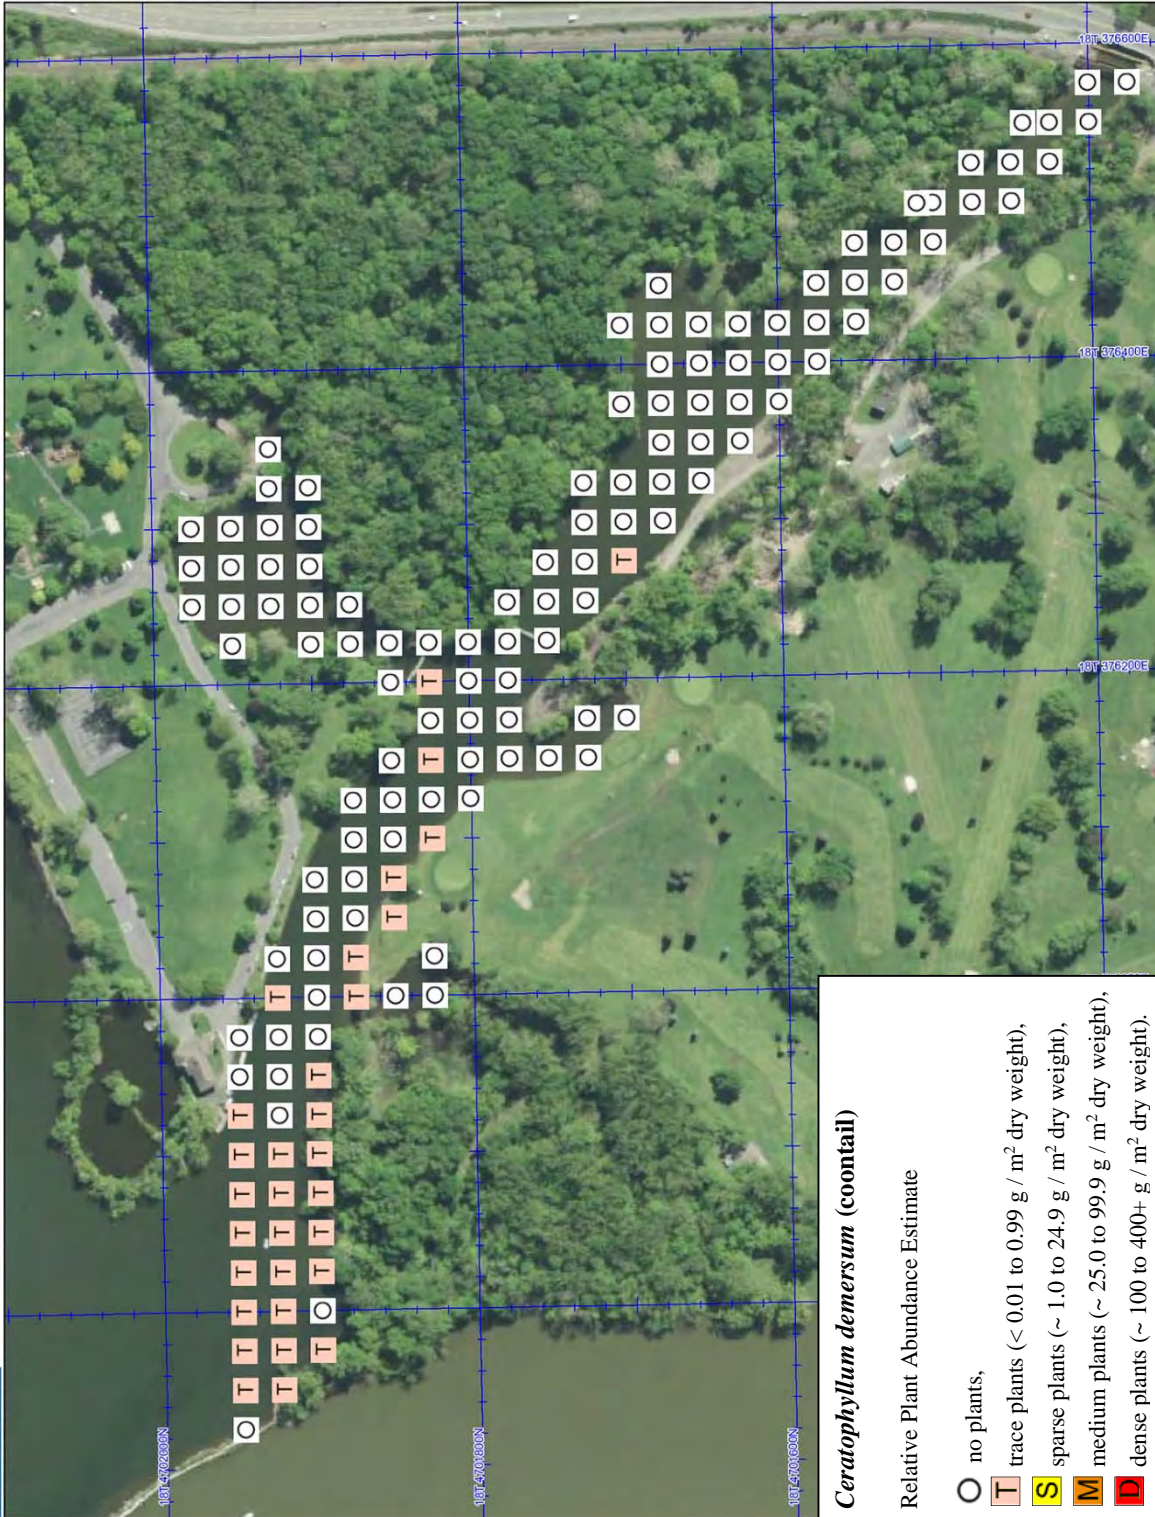 18T 376600E
18T 376400E
18T 376200E
18T 4702000N
18T 4701800N
18T 4701600N
Ceratophyllum demersum (coontail)
Relative Plant Abundance Estimate
O no plants,
T trace plants (< 0.01 to 0.99 g / m² dry weight),
S sparse plants (~ 1.0 to 24.9 g / m² dry weight),
M medium plants (~ 25.0 to 99.9 g / m² dry weight),
D dense plants (~ 100 to 400+ g / m² dry weight).